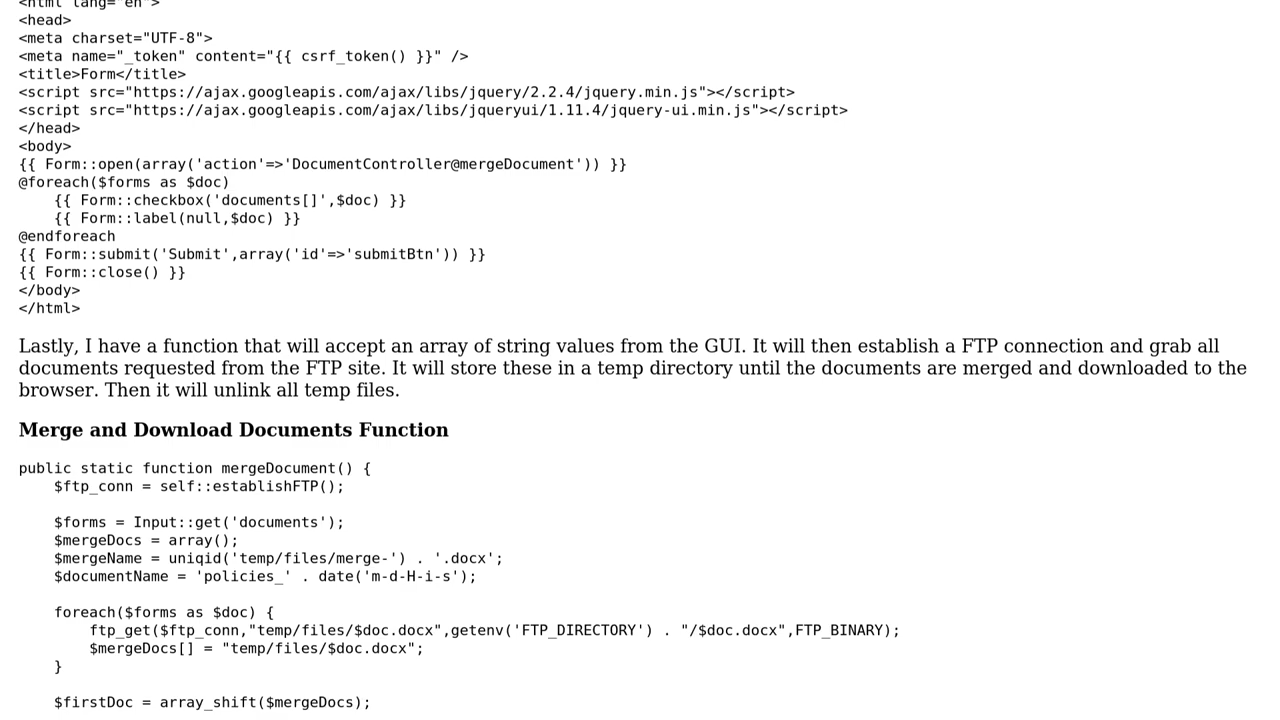 <html lang="en">
<head>
<meta charset="UTF-8">
<meta name="_token" content="{{ csrf_token() }}" />
<title>Form</title>
<script src="https://ajax.googleapis.com/ajax/libs/jquery/2.2.4/jquery.min.js"></script>
<script src="https://ajax.googleapis.com/ajax/libs/jqueryui/1.11.4/jquery-ui.min.js"></script>
</head>
<body>
{{ Form::open(array('action'=>'DocumentController@mergeDocument')) }}
@foreach($forms as $doc)
    {{ Form::checkbox('documents[]',$doc) }}
    {{ Form::label(null,$doc) }}
@endforeach
{{ Form::submit('Submit',array('id'=>'submitBtn')) }}
{{ Form::close() }}
</body>
</html>
Lastly, I have a function that will accept an array of string values from the GUI. It will then establish a FTP connection and grab all
documents requested from the FTP site. It will store these in a temp directory until the documents are merged and downloaded to the
browser. Then it will unlink all temp files.
Merge and Download Documents Function
public static function mergeDocument() {
    $ftp_conn = self::establishFTP();
    $forms = Input::get('documents');
    $mergeDocs = array();
    $mergeName = uniqid('temp/files/merge-') . '.docx';
    $documentName = 'policies_' . date('m-d-H-i-s');
    foreach($forms as $doc) {
        ftp_get($ftp_conn,"temp/files/$doc.docx",getenv('FTP_DIRECTORY') . "/$doc.docx",FTP_BINARY);
        $mergeDocs[] = "temp/files/$doc.docx";
    }
    $firstDoc = array_shift($mergeDocs);